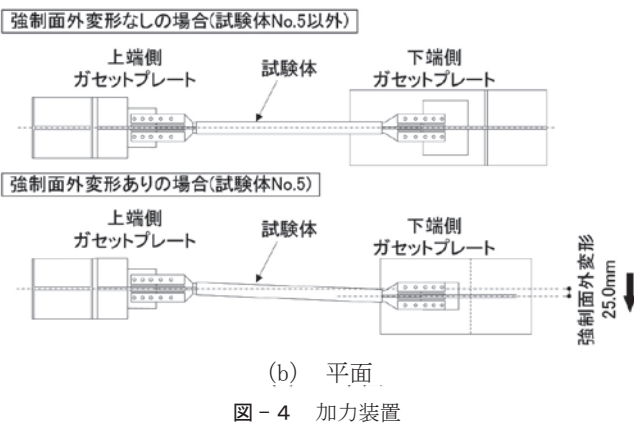 強制面外変形なしの場合(試験体No.5以外)
上端側
ガセットプレート
試験体
下端側
ガセットプレート
強制面外変形ありの場合(試験体No.5)
上端側
ガセットプレート
試験体
下端側
ガセットプレート
強制面外変形
25.0mm
(b) 平面
図-4 加力装置